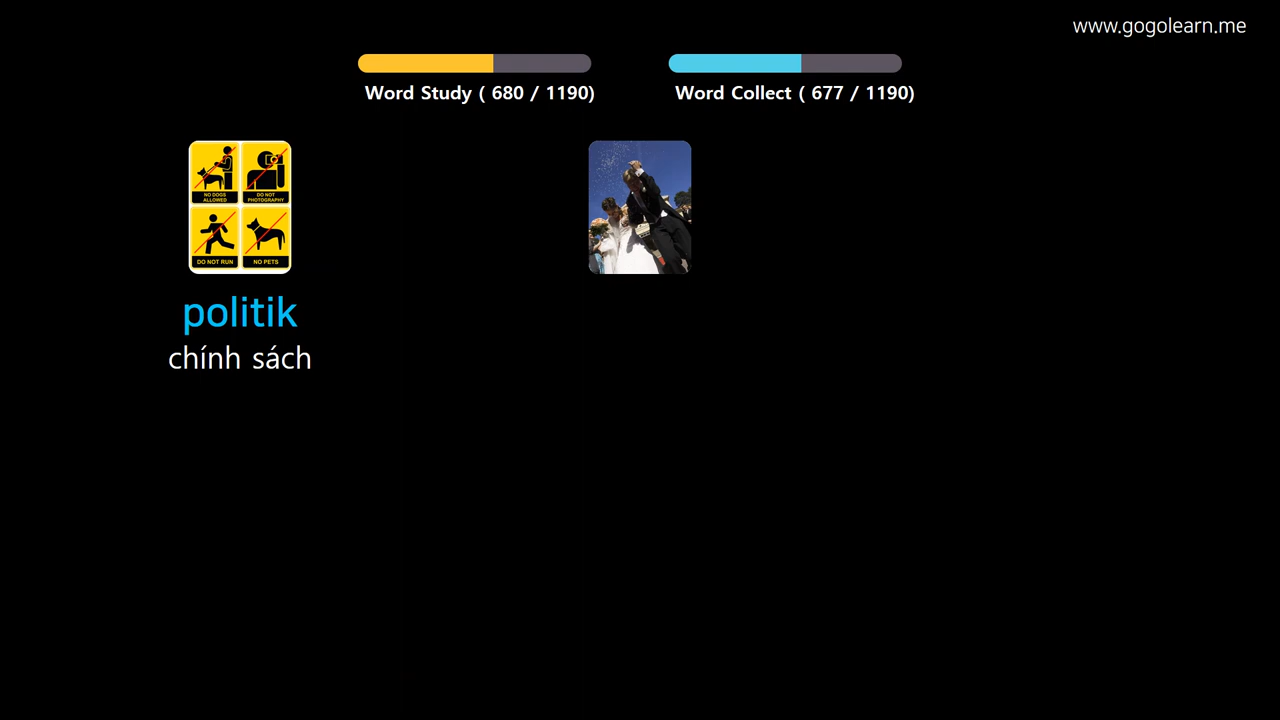 www.gogolearn.me
Word Study ( 680 / 1190)
Word Collect ( 677 / 1190)
NO DOGS
ALLOWED
DO NOT
PHOTOGRAPHY
DO NOT RUN
NO PETS
politik
chính sách